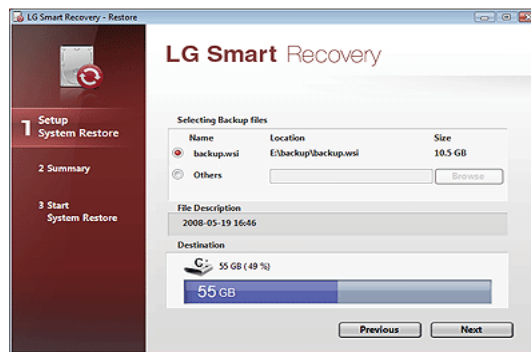 LG Smart Recovery - Restore
LG Smart Recovery
1 Setup
System Restore
2 Summary
3 Start
System Restore
Selecting Backup files
Name Location Size
backup.wsi E:\backup\backup.wsi 10.5 GB
Others Browse
File Description
2008-05-19 16:46
Destination
C: 55 GB ( 49 %)
55 GB
Previous Next